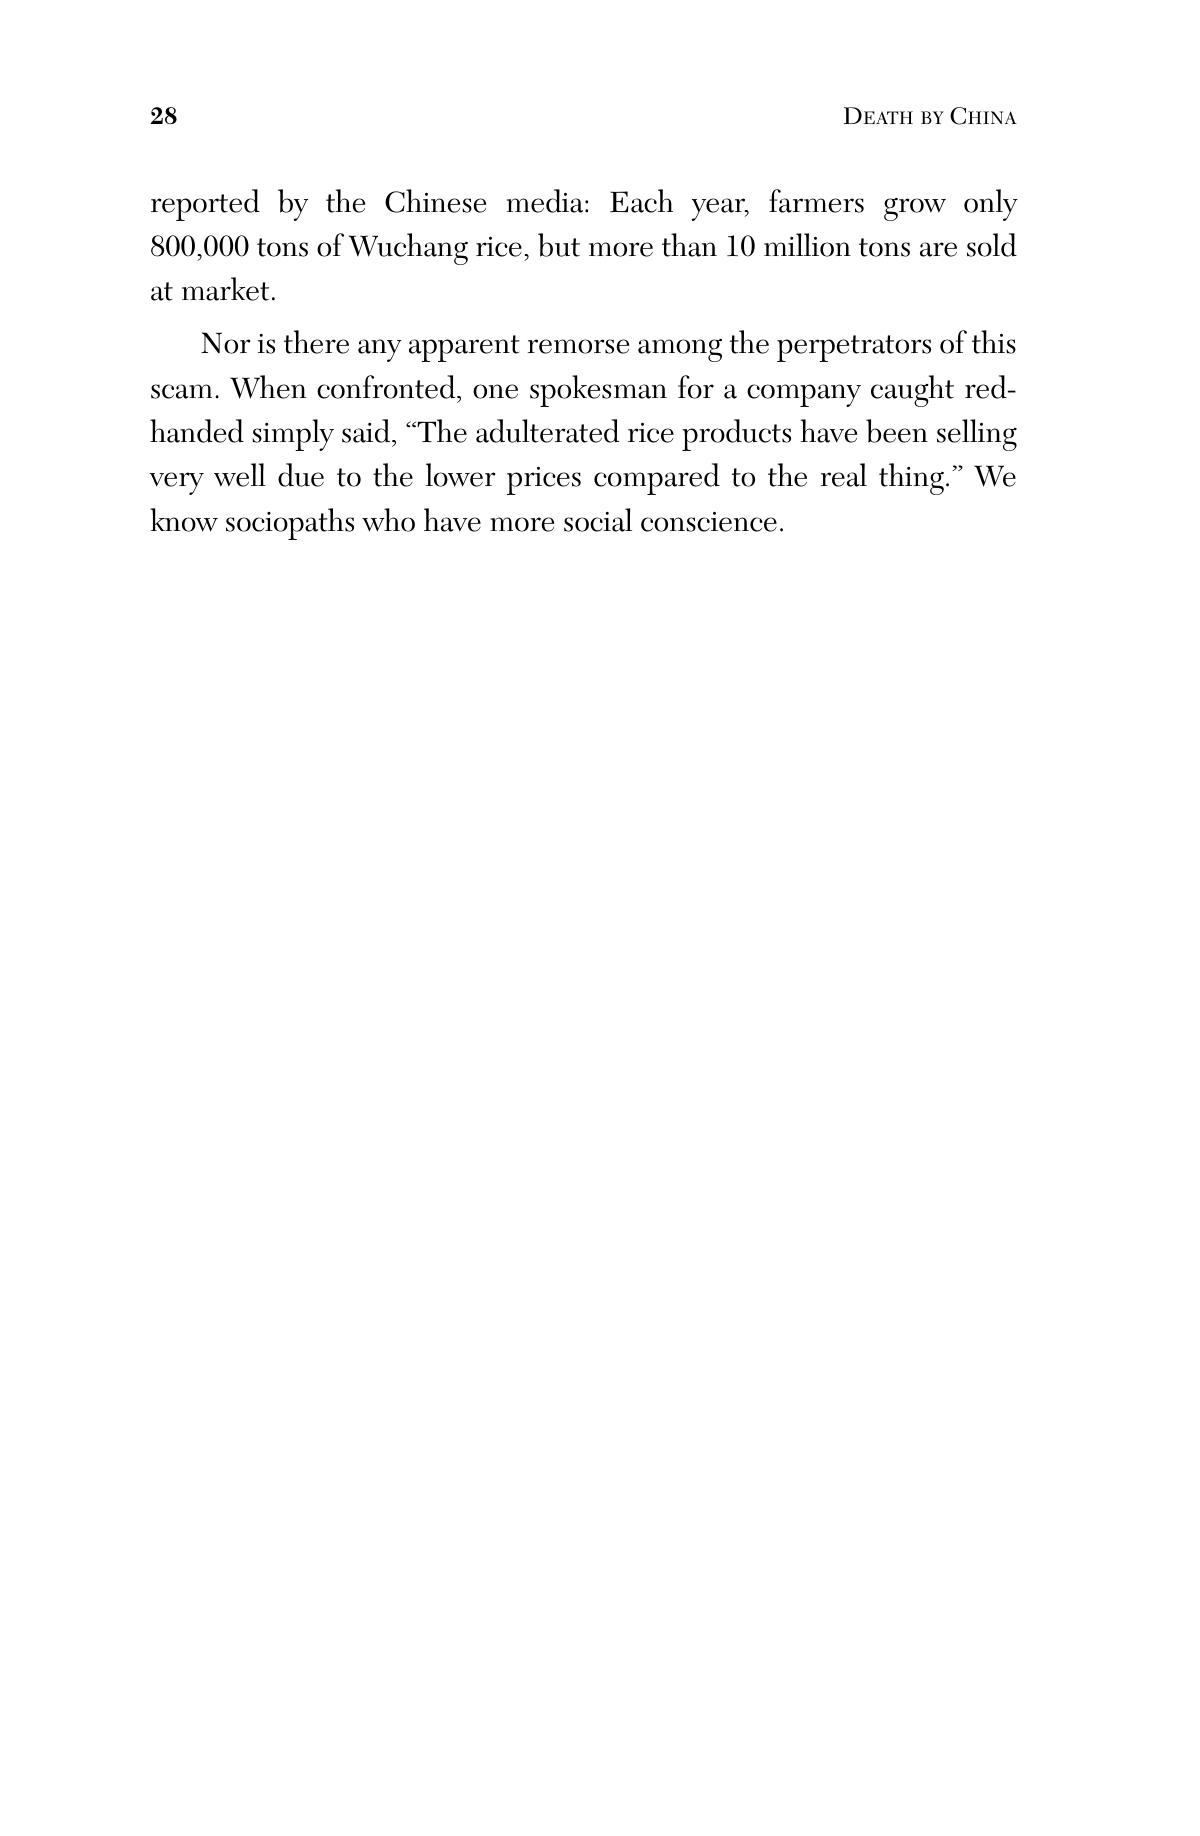 28 DEATH BY CHINA
reported by the Chinese media: Each year, farmers grow only
800,000 tons of Wuchang rice, but more than 10 million tons are sold
at market.
Nor is there any apparent remorse among the perpetrators of this
scam. When confronted, one spokesman for a company caught red-
handed simply said, “The adulterated rice products have been selling
very well due to the lower prices compared to the real thing.” We
know sociopaths who have more social conscience.